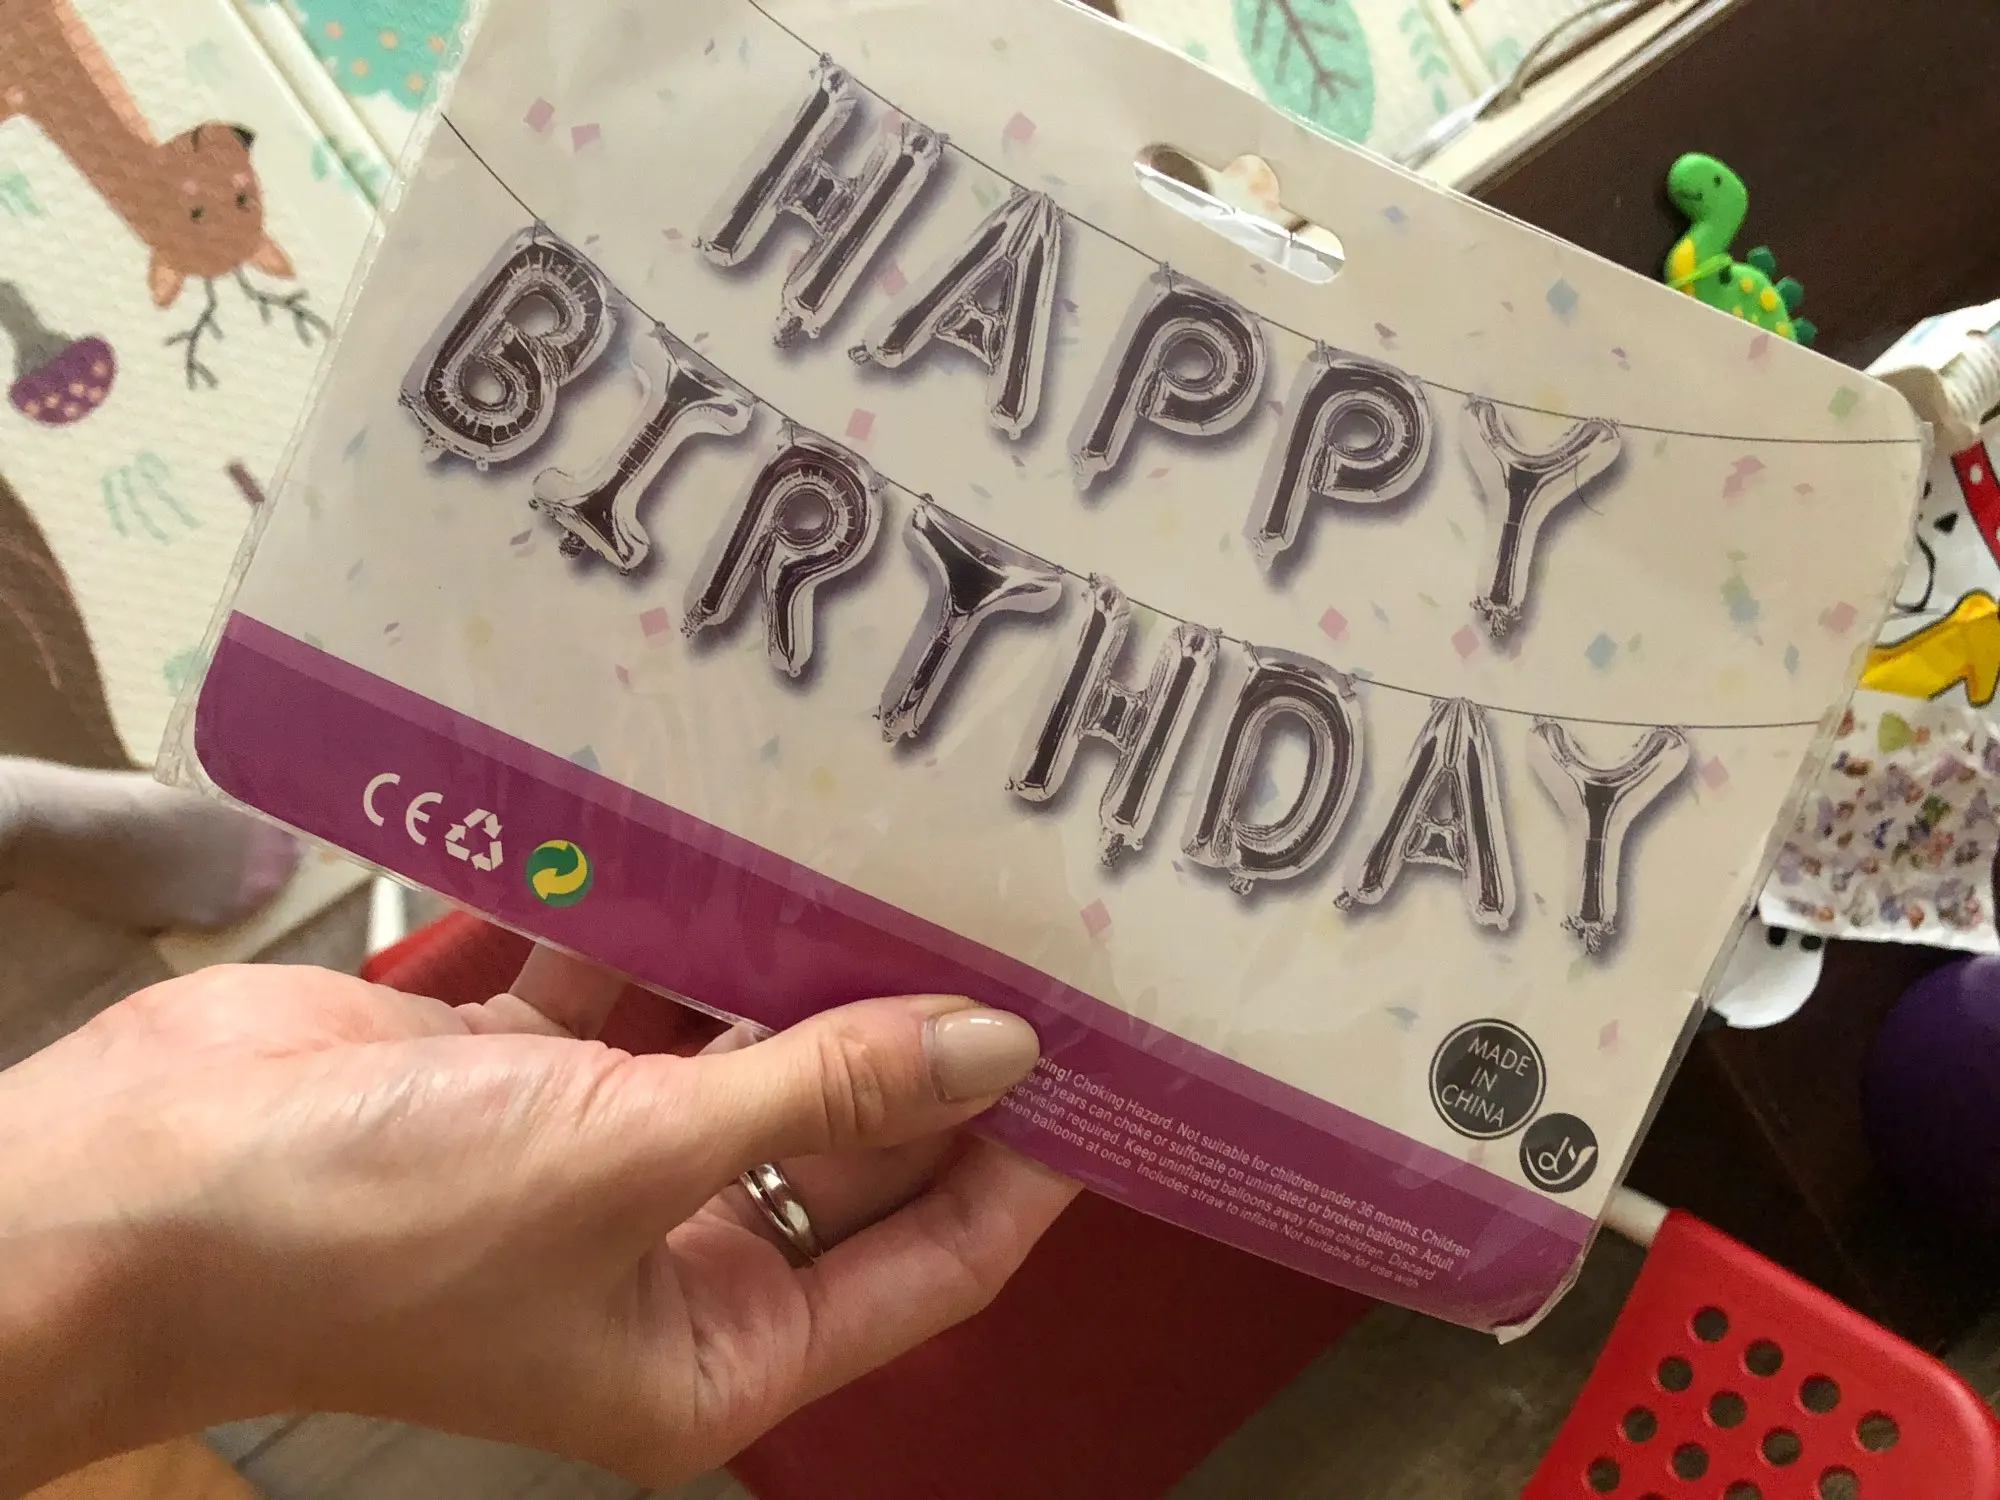 HAPPY
BIRYHDAY
CE
MADE
IN
CHINA
dy
Choking Hazard. Not suitable for children under 36 months. Children
8 years can choke or suffocate on uninflated or broken balloons. Adult
required. Keep uninflated balloons away from children. Discard
balloons at once. Includes straw to inflate. Not suitable for use with